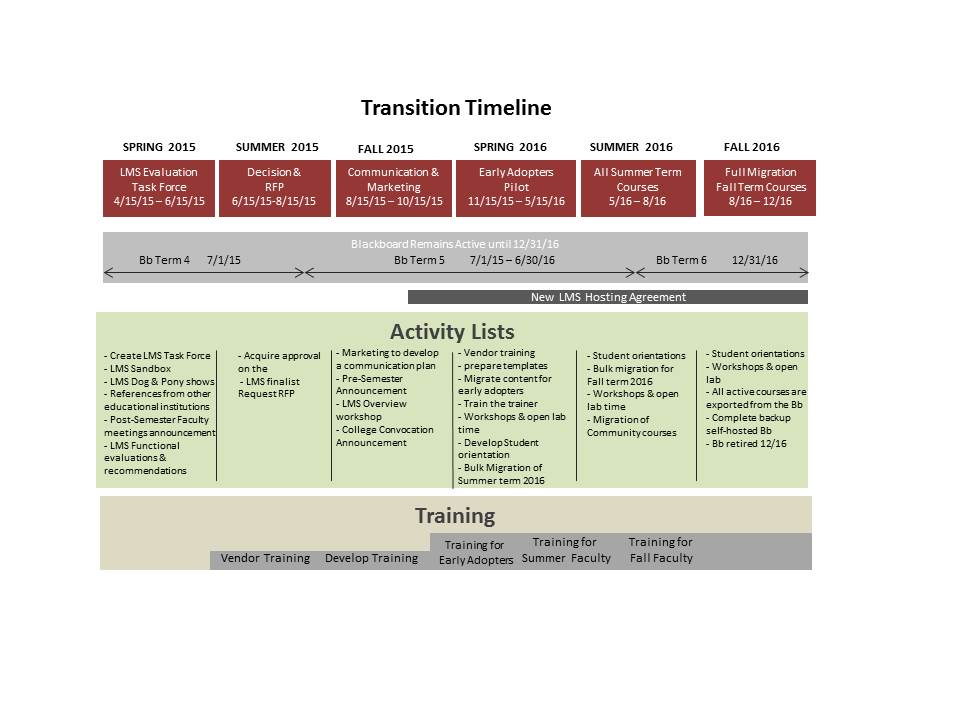 Transition Timeline
SPRING 2015
SUMMER 2015
FALL 2015
SPRING 2016
SUMMER 2016
FALL 2016
LMS Evaluation
Task Force
4/15/15 – 6/15/15
Decision &
RFP
6/15/15-8/15/15
Communication &
Marketing
8/15/15 – 10/15/15
Early Adopters
Pilot
11/15/15 – 5/15/16
All Summer Term
Courses
5/16 – 8/16
Full Migration
Fall Term Courses
8/16 – 12/16
Blackboard Remains Active until 12/31/16
Bb Term 4 7/1/15
Bb Term 5 7/1/15 – 6/30/16
Bb Term 6 12/31/16
New LMS Hosting Agreement
Activity Lists
- Create LMS Task Force
- LMS Sandbox
- LMS Dog & Pony shows
- References from other
educational institutions
- Post-Semester Faculty
meetings announcement
- LMS Functional
evaluations &
recommendations
- Acquire approval
on the
- LMS finalist
Request RFP
- Marketing to develop
a communication plan
- Pre-Semester
Announcement
- LMS Overview
workshop
- College Convocation
Announcement
- Vendor training
- prepare templates
- Migrate content for
early adopters
- Train the trainer
- Workshops & open lab
time
- Develop Student
orientation
- Bulk Migration of
Summer term 2016
- Student orientations
- Bulk migration for
Fall term 2016
- Workshops & open
lab time
- Migration of
Community courses
- Student orientations
- Workshops & open
lab
- All active courses are
exported from the Bb
- Complete backup
self-hosted Bb
- Bb retired 12/16
Training
Vendor Training
Develop Training
Training for
Early Adopters
Training for
Summer Faculty
Training for
Fall Faculty